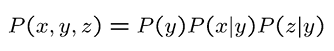 P(x, y, z) = P(y)P(x|y)P(z|y)